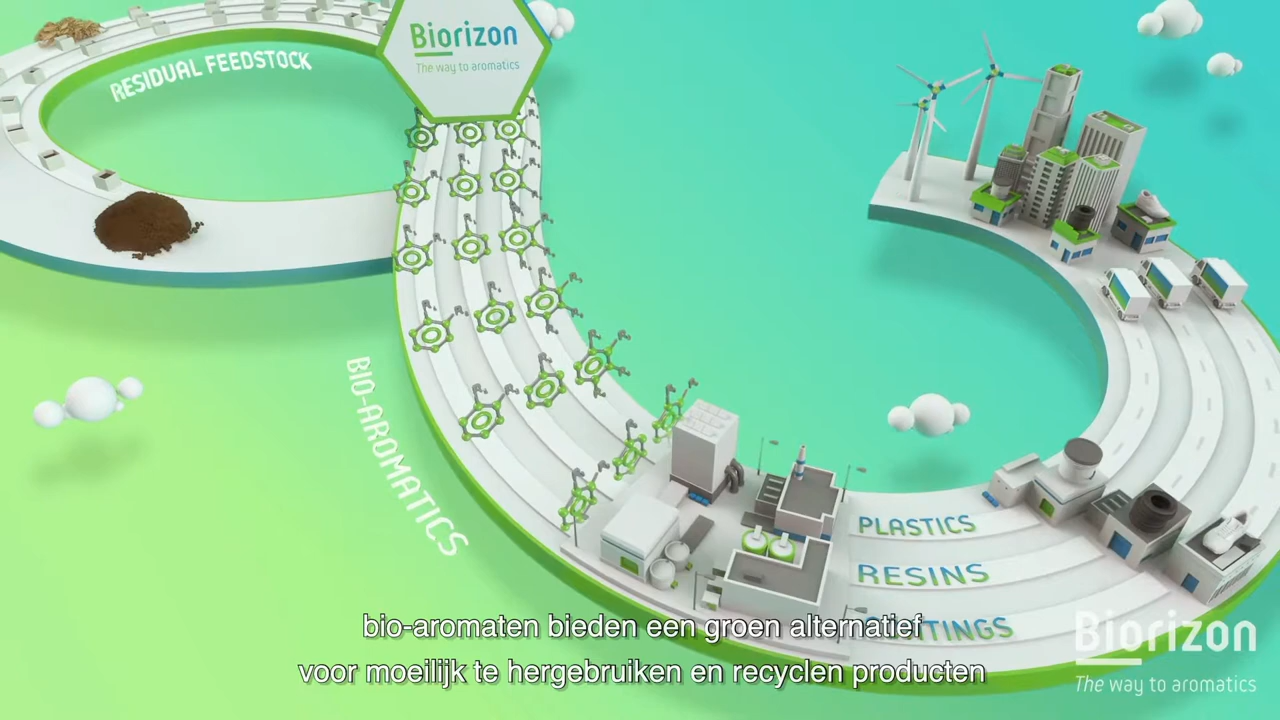 Biorizon
The way to aromatics
RESIDUAL FEEDSTOCK
BIO-AROMATICS
PLASTICS
RESINS
COATINGS
bio-aromaten bieden een groen alternatief
voor moeilijk te hergebruiken en recyclen producten
Biorizon
The way to aromatics